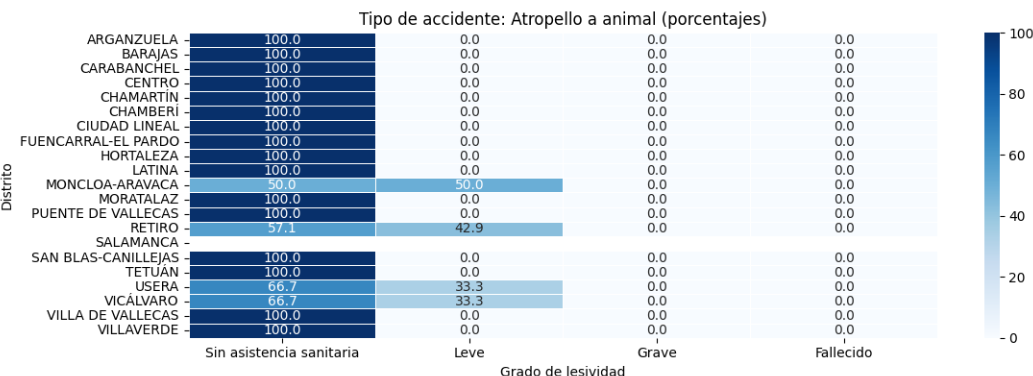 Tipo de accidente: Atropello a animal (porcentajes)
ARGANZUELA 100.0 0.0 0.0 0.0
BARAJAS 100.0 0.0 0.0 0.0
CARABANCHEL 100.0 0.0 0.0 0.0
CENTRO 100.0 0.0 0.0 0.0
CHAMARTÍN 100.0 0.0 0.0 0.0
CHAMBERÍ 100.0 0.0 0.0 0.0
CIUDAD LINEAL 100.0 0.0 0.0 0.0
FUENCARRAL-EL PARDO 100.0 0.0 0.0 0.0
HORTALEZA 100.0 0.0 0.0 0.0
LATINA 100.0 0.0 0.0 0.0
MONCLOA-ARAVACA 50.0 50.0 0.0 0.0
MORATALAZ 100.0 0.0 0.0 0.0
PUENTE DE VALLECAS 100.0 0.0 0.0 0.0
RETIRO 57.1 42.9 0.0 0.0
SALAMANCA
SAN BLAS-CANILLEJAS 100.0 0.0 0.0 0.0
TETUÁN 100.0 0.0 0.0 0.0
USERA 66.7 33.3 0.0 0.0
VICÁLVARO 66.7 33.3 0.0 0.0
VILLA DE VALLECAS 100.0 0.0 0.0 0.0
VILLAVERDE 100.0 0.0 0.0 0.0
Sin asistencia sanitaria Leve Grave Fallecido
Grado de lesividad
Distrito
100
80
60
40
20
0